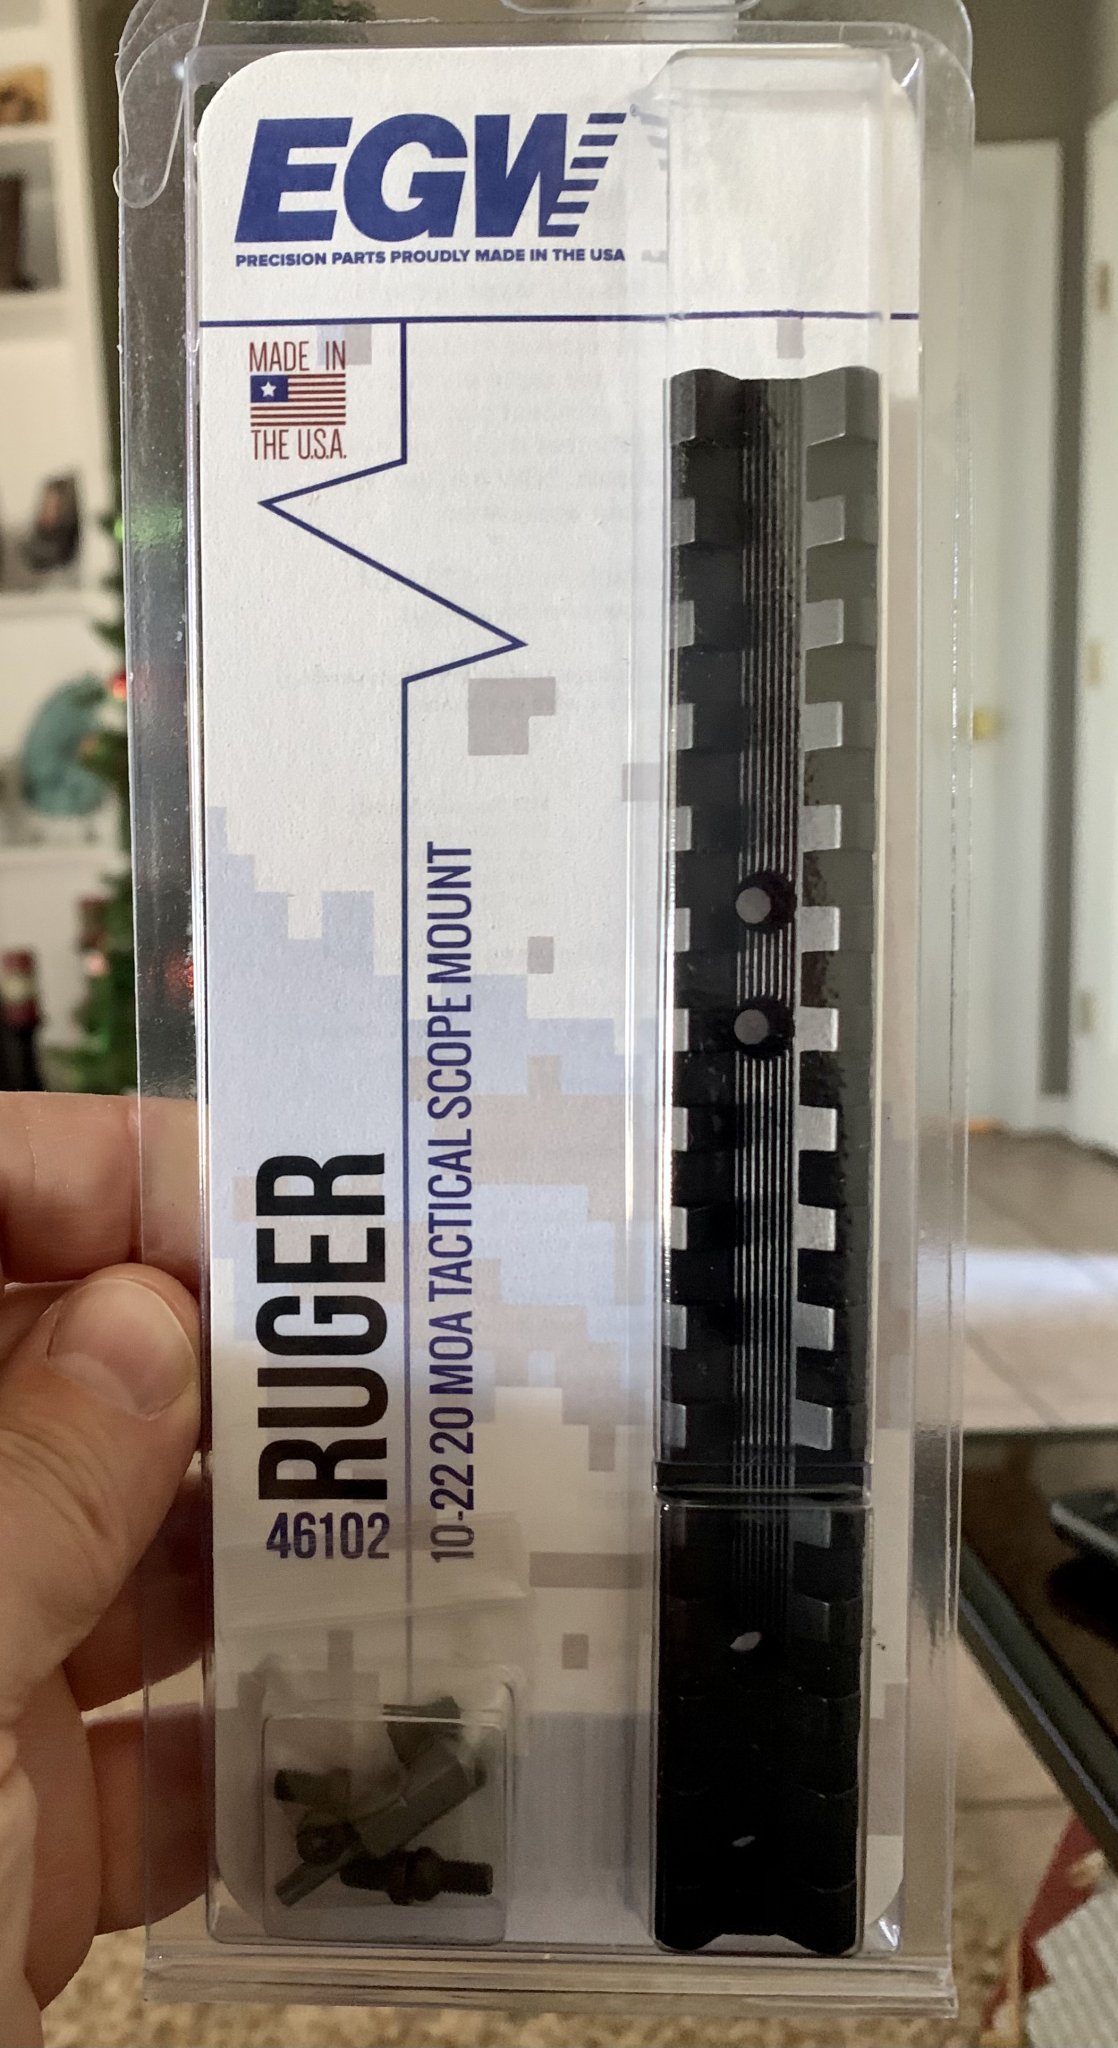 EGW
PRECISION PARTS PROUDLY MADE IN THE USA
MADE IN
THE U.S.A.
RUGER
46102
10-22 20 MOA TACTICAL SCOPE MOUNT